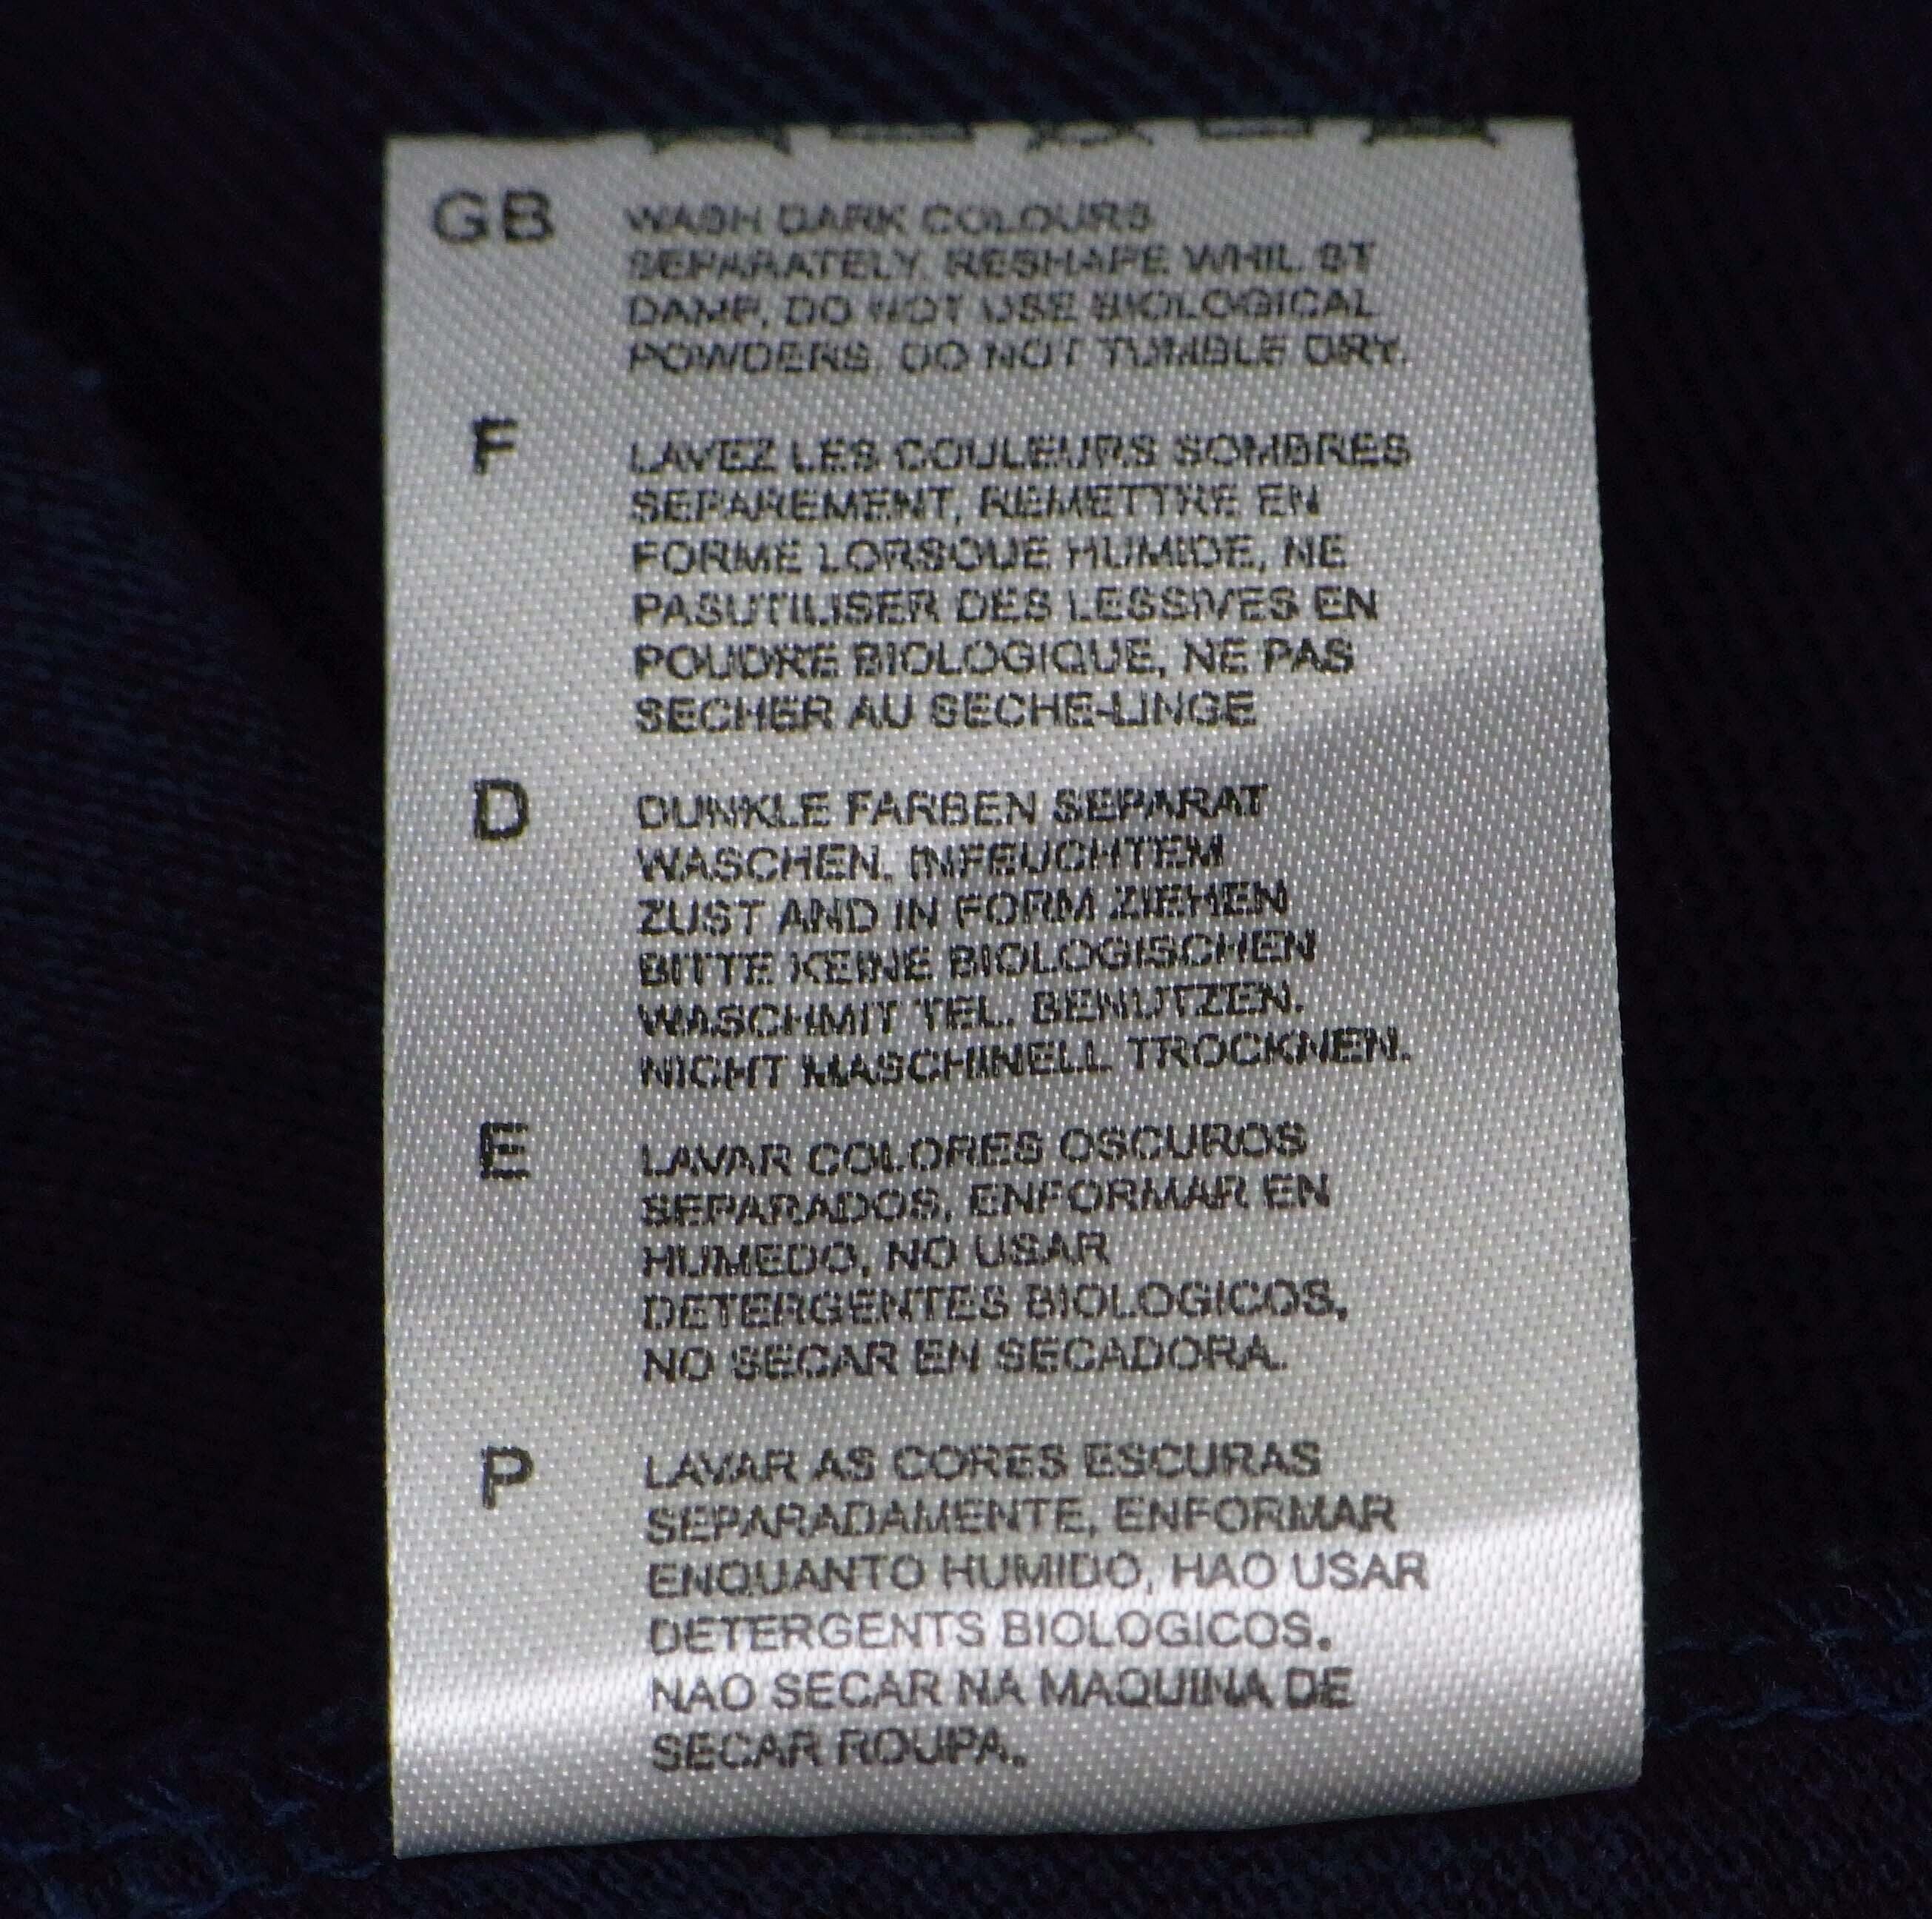 GB WASH DARK COLOURS
SEPARATELY. RESHAPE WHIL ST
DAMP. DO NOT USE BIOLOGICAL
POWDERS. DO NOT TUMBLE DRY.
F LAVEZ LES COULEURS SOMBRES
SEPAREMENT, REMETTRE EN
FORME LORSQUE HUMIDE, NE
PASUTILISER DES LESSIVES EN
POUDRE BIOLOGIQUE, NE PAS
SECHER AU SECHE-LINGE
D DUNKLE FARBEN SEPARAT
WASCHEN. INFEUCHTEM
ZUST AND IN FORM ZIEHEN
BITTE KEINE BIOLOGISCHEN
WASCHMIT TEL. BENUTZEN.
NICHT MASCHINELL TROCKNEN.
E LAVAR COLORES OSCUROS
SEPARADOS, ENFORMAR EN
HUMEDO, NO USAR
DETERGENTES BIOLOGICOS,
NO SECAR EN SECADORA.
P LAVAR AS CORES ESCURAS
SEPARADAMENTE, ENFORMAR
ENQUANTO HUMIDO, HAO USAR
DETERGENTS BIOLOGICOS.
NAO SECAR NA MAQUINA DE
SECAR ROUPA.